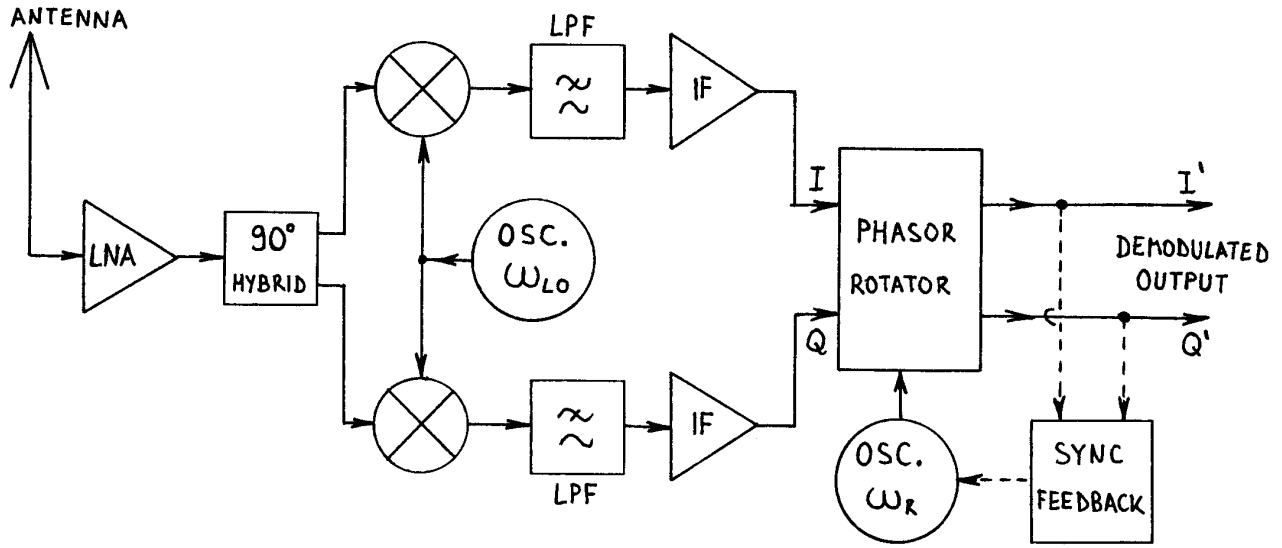 ANTENNA
LPF
IF
LNA
90°
HYBRID
OSC.
ωLO
I
Q
PHASOR
ROTATOR
I'
DEMODULATED
OUTPUT
Q'
IF
LPF
OSC.
ωR
SYNC
FEEDBACK